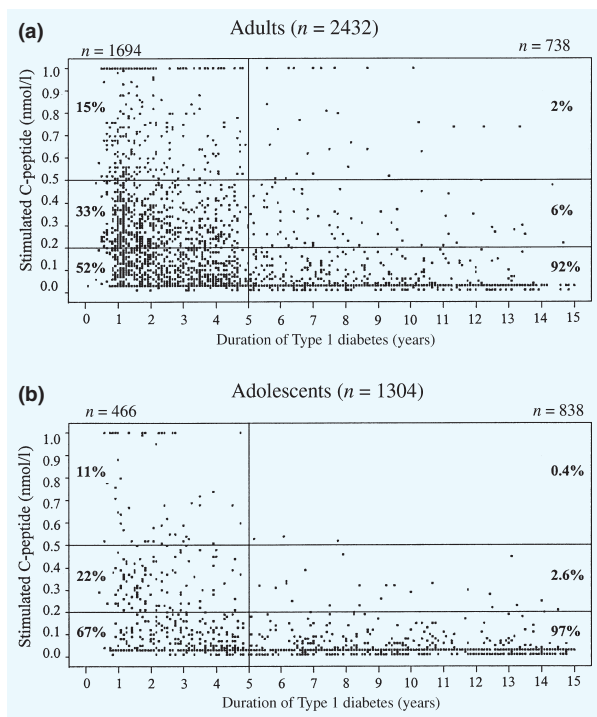 (a)
Adults (n = 2432)
n = 1694
n = 738
Stimulated C-peptide (nmol/l)
1.0
0.9
0.8
0.7
0.6
0.5
0.4
0.3
0.2
0.1
0.0
15%
2%
33%
6%
52%
92%
0 1 2 3 4 5 6 7 8 9 10 11 12 13 14 15
Duration of Type 1 diabetes (years)
(b)
Adolescents (n = 1304)
n = 466
n = 838
Stimulated C-peptide (nmol/l)
1.0
0.9
0.8
0.7
0.6
0.5
0.4
0.3
0.2
0.1
0.0
11%
0.4%
22%
2.6%
67%
97%
0 1 2 3 4 5 6 7 8 9 10 11 12 13 14 15
Duration of Type 1 diabetes (years)